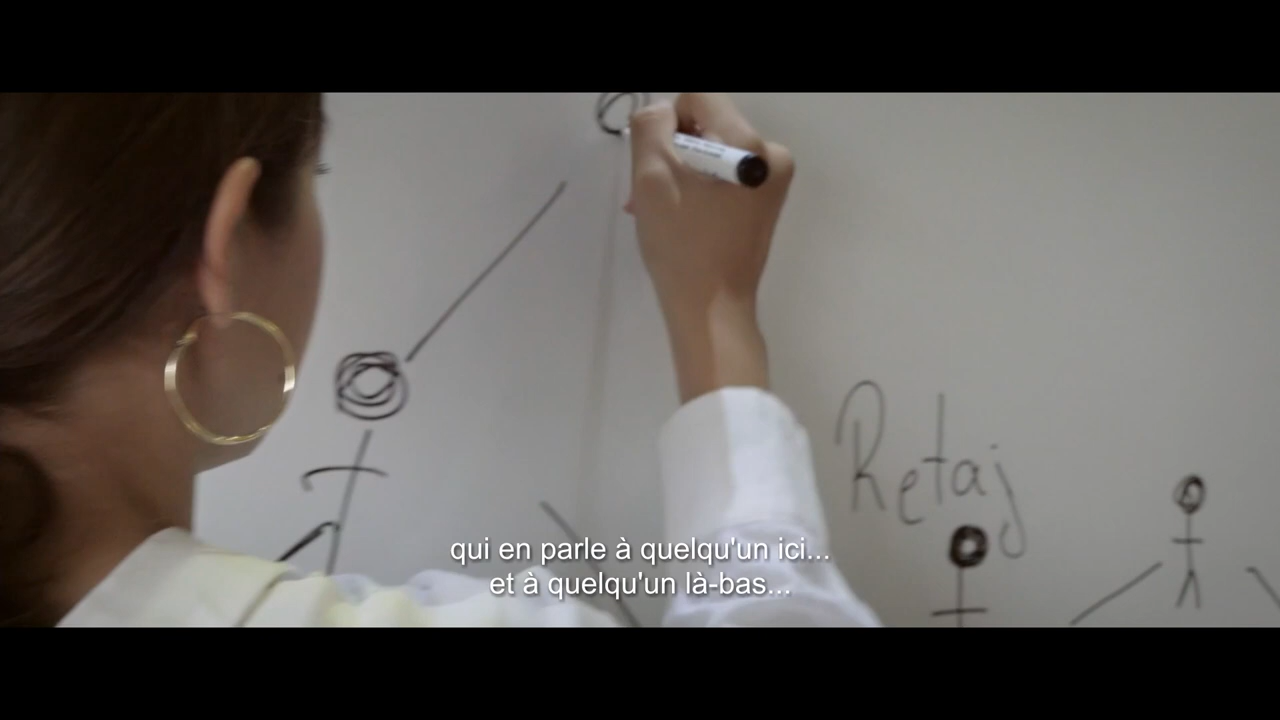 Retaj
qui en parle à quelqu'un ici...
et à quelqu'un là-bas...